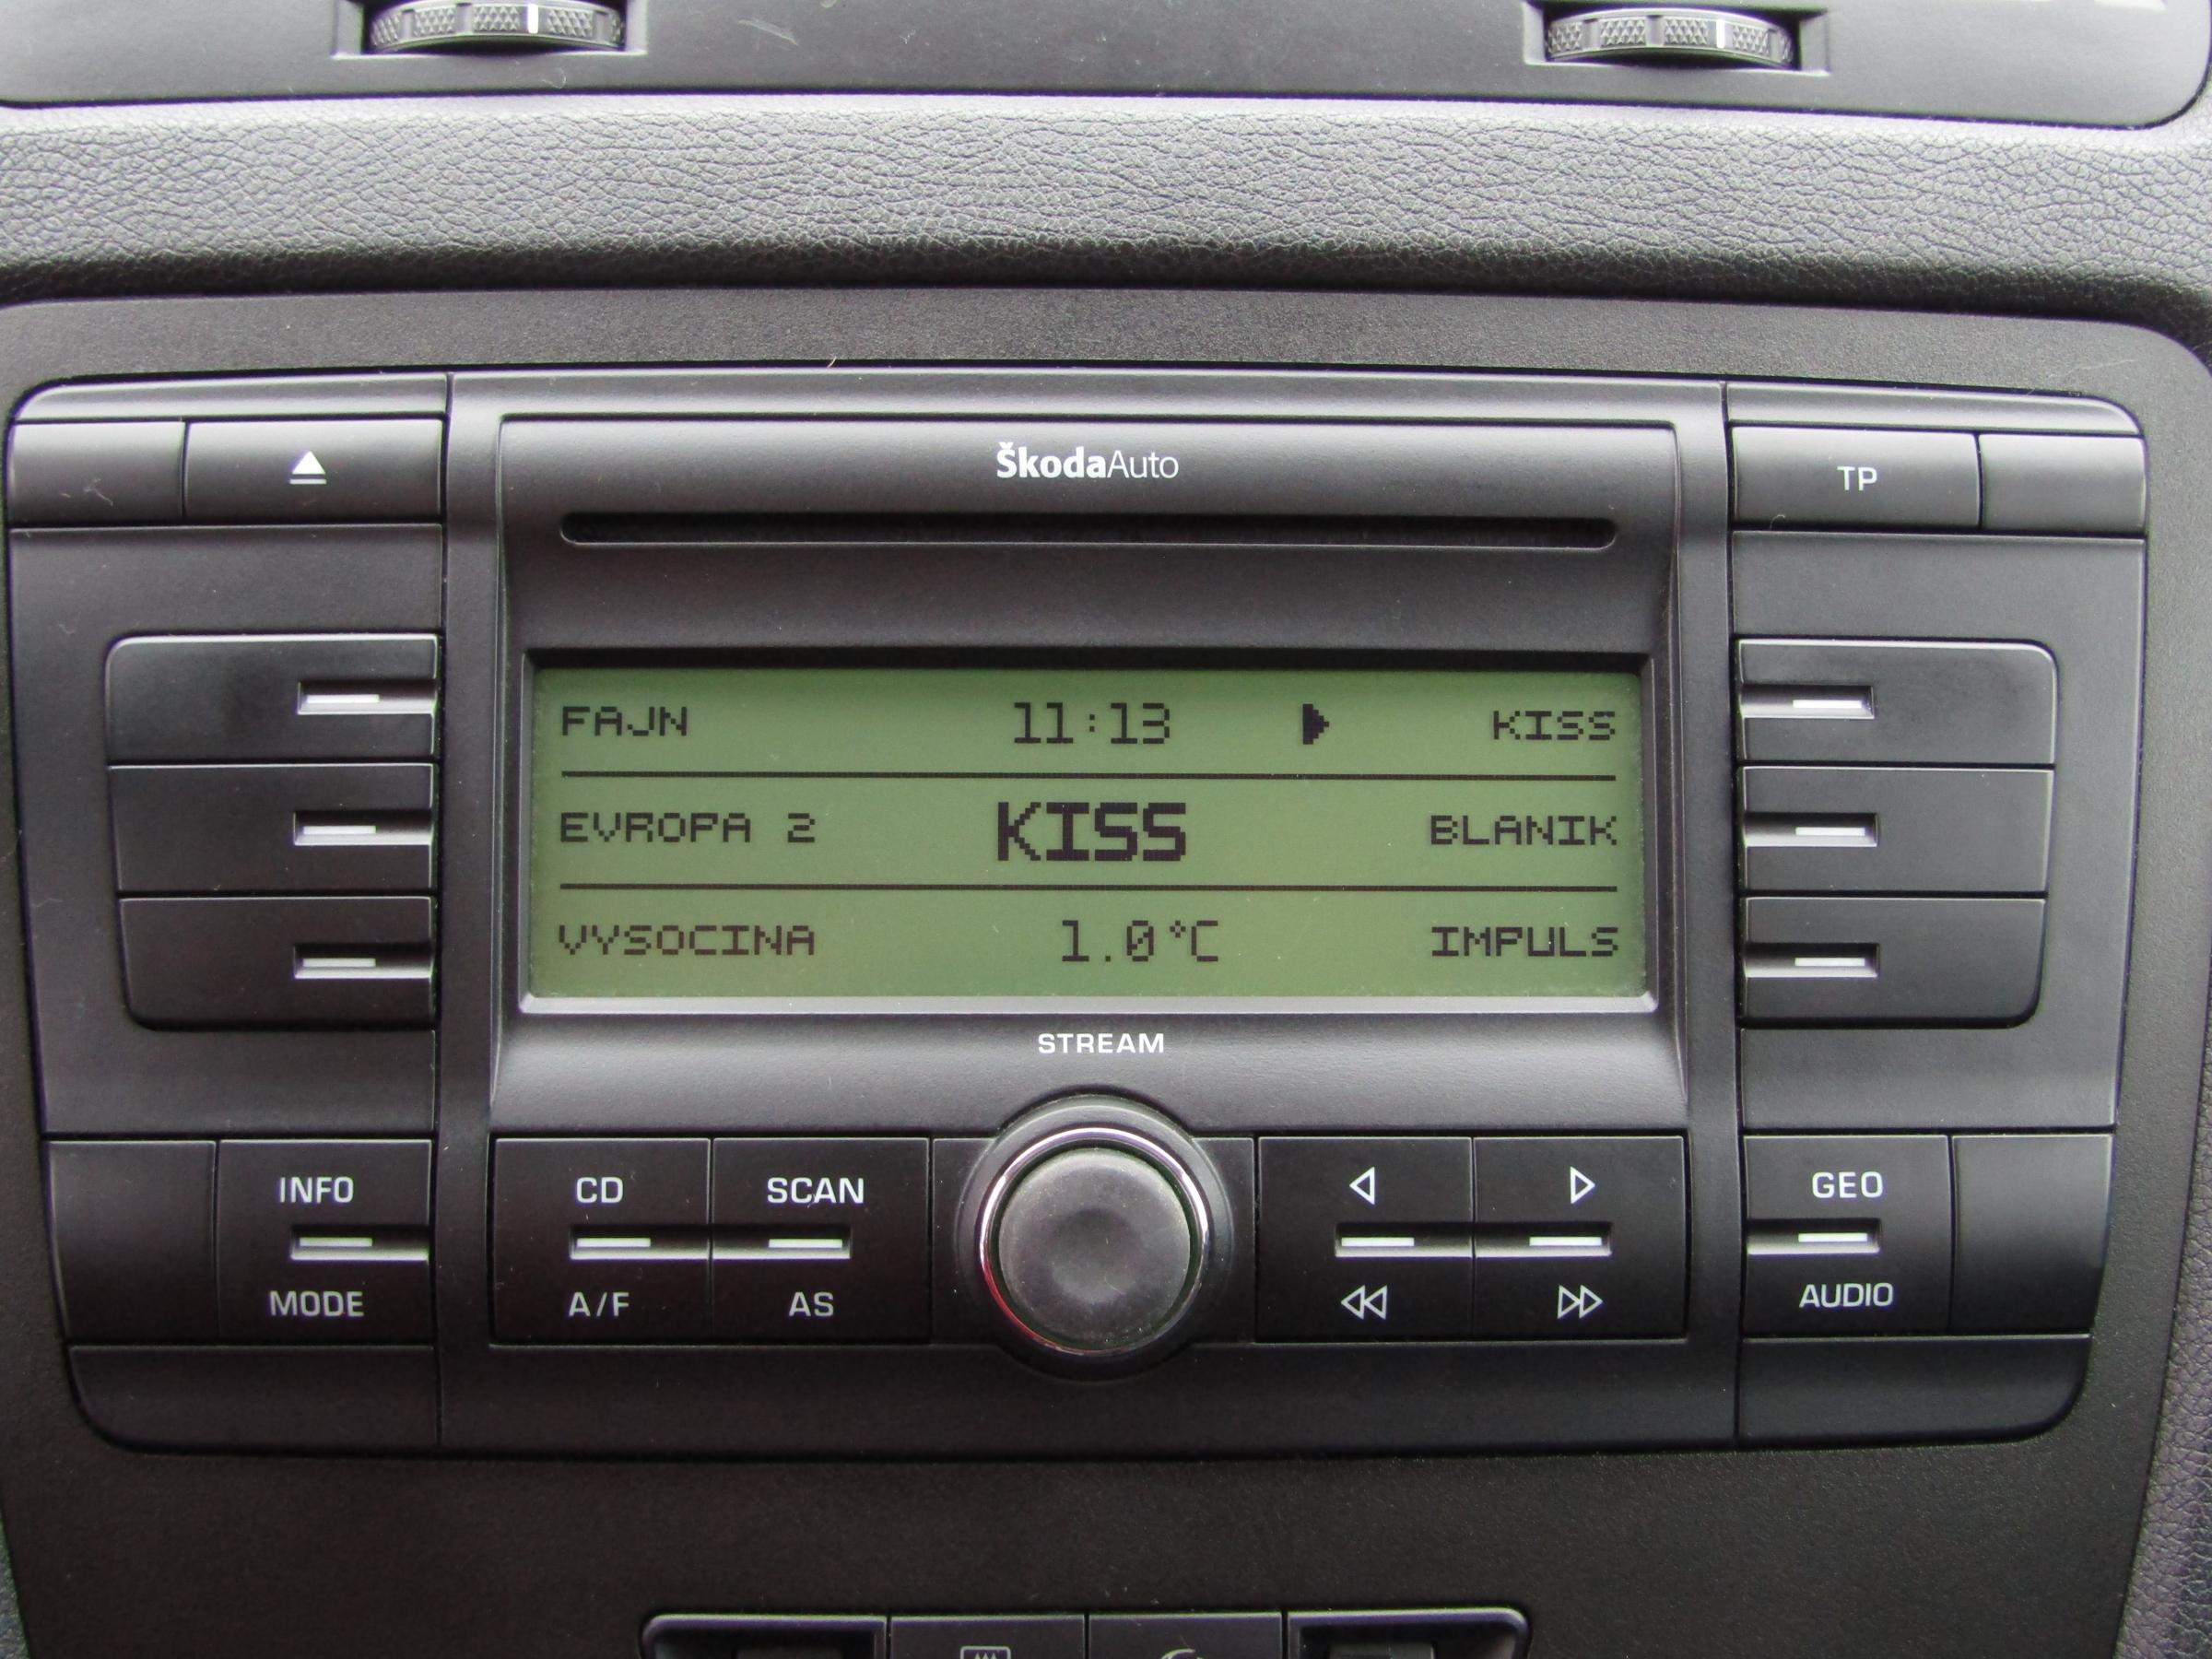 ŠkodaAuto
TP
FAJN 11:13 KISS
EVROPA 2 KISS BLANIK
VYSOCINA 1.0°C IMPULS
STREAM
INFO CD SCAN GEO
MODE A/F AS AUDIO